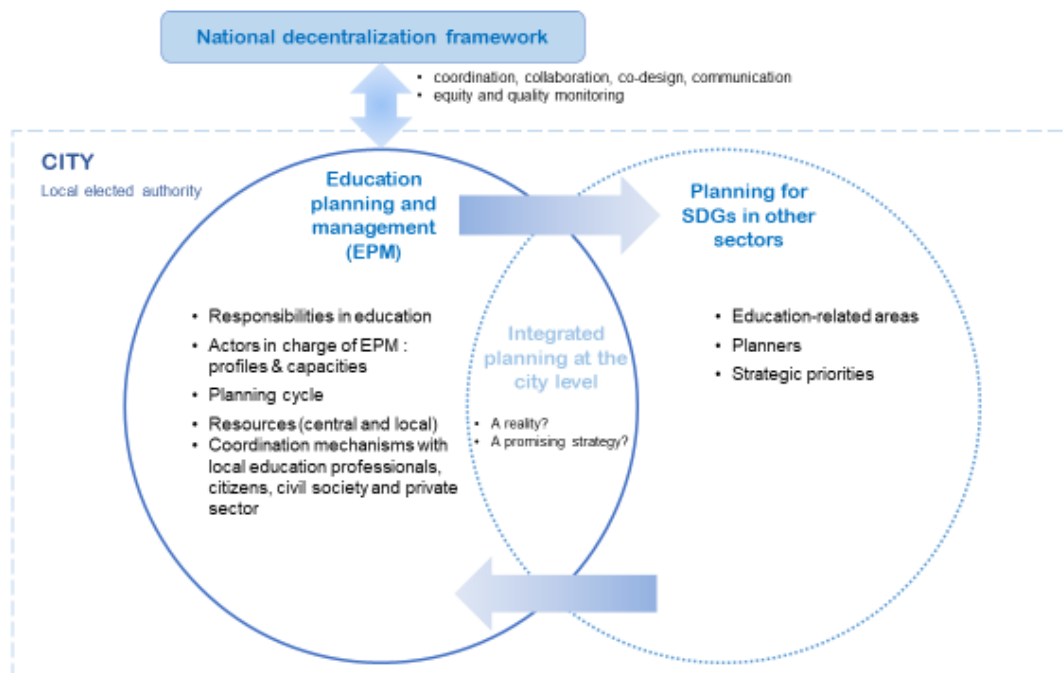 National decentralization framework
• coordination, collaboration, co-design, communication
• equity and quality monitoring
CITY
Local elected authority
Education
planning and
management
(EPM)
• Responsibilities in education
• Actors in charge of EPM :
profiles & capacities
• Planning cycle
• Resources (central and local)
• Coordination mechanisms with
local education professionals,
citizens, civil society and private
sector
Integrated
planning at the
city level
• A reality?
• A promising strategy?
Planning for
SDGs in other
sectors
• Education-related areas
• Planners
• Strategic priorities